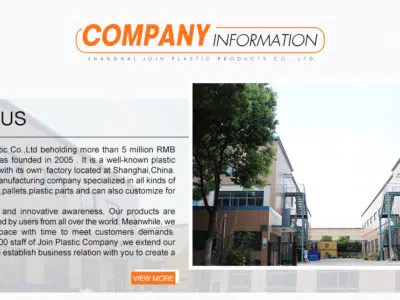 COMPANY INFORMATION
SHANGHAI JOIN PLASTIC PRODUCTS CO., LTD
US
tic Co.,Ltd beholding more than 5 million RMB
as founded in 2005 . It is a well-known plastic
with its own factory located at Shanghai,China.
anufacturing company specialized in all kinds of
pallets,plastic parts and can also customize for
and innovative awareness. Our products are
ed by users from all over the world. Meanwhile, we
pace with time to meet customers demands.
00 staff of Join Plastic Company ,we extend our
establish business relation with you to create a
VIEW MORE